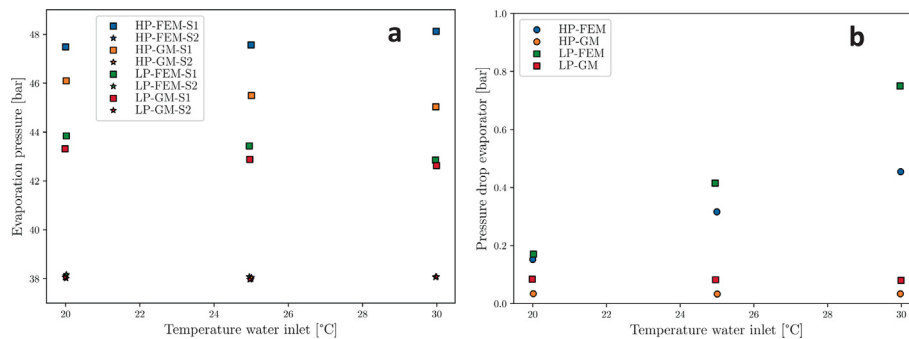 HP-FEM-S1
HP-FEM-S2
HP-GM-S1
HP-GM-S2
LP-FEM-S1
LP-FEM-S2
LP-GM-S1
LP-GM-S2
a
48
46
44
42
40
38
Evaporation pressure [bar]
20 22 24 26 28 30
Temperature water inlet [°C]
HP-FEM
HP-GM
LP-FEM
LP-GM
b
1.0
0.8
0.6
0.4
0.2
0.0
Pressure drop evaporator [bar]
20 22 24 26 28 30
Temperature water inlet [°C]